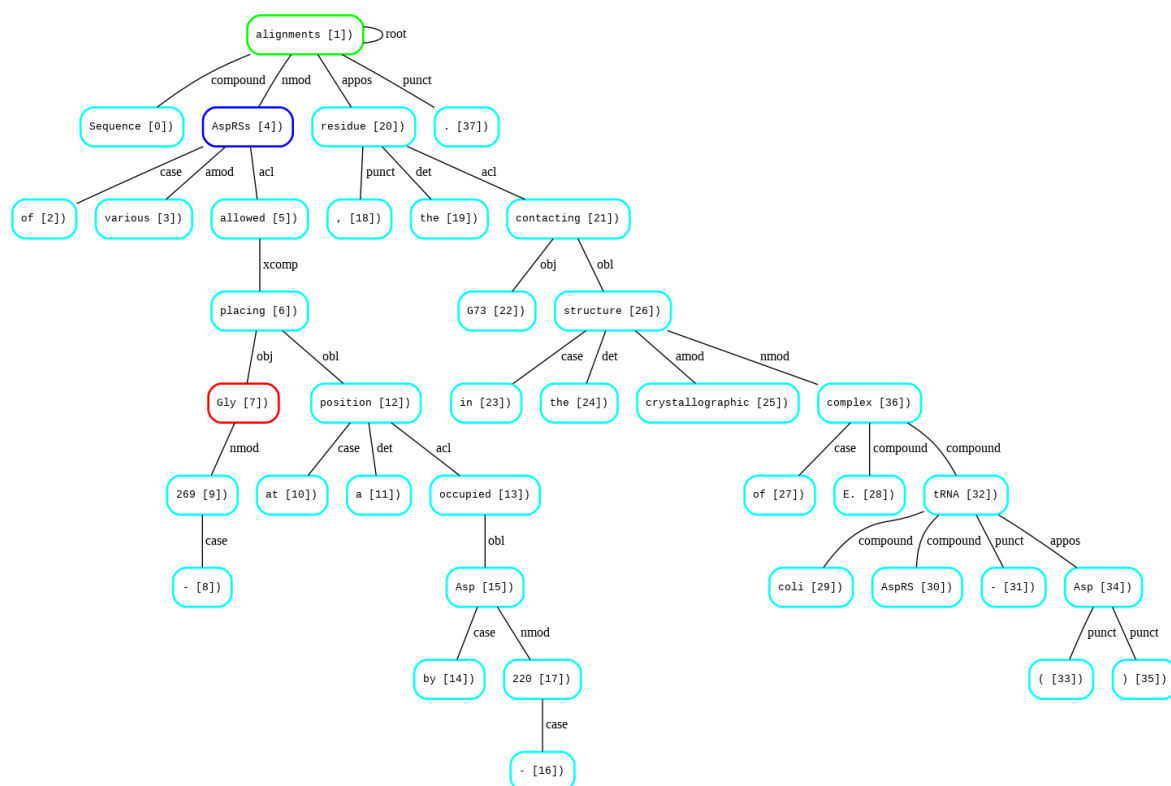 alignments [1])
root
compound
nmod
appos
punct
Sequence [0])
AspRSs [4])
residue [20])
. [37])
case
amod
acl
punct
det
acl
of [2])
various [3])
allowed [5])
, [18])
the [19])
contacting [21])
xcomp
obj
obl
placing [6])
G73 [22])
structure [26])
obj
obl
case
det
amod
nmod
Gly [7])
position [12])
in [23])
the [24])
crystallographic [25])
complex [36])
nmod
case
det
acl
case
compound
compound
269 [9])
at [10])
a [11])
occupied [13])
of [27])
E. [28])
tRNA [32])
case
obl
compound
compound
punct
appos
- [8])
Asp [15])
coli [29])
AspRS [30])
- [31])
Asp [34])
case
nmod
punct
punct
by [14])
220 [17])
( [33])
) [35])
case
- [16])